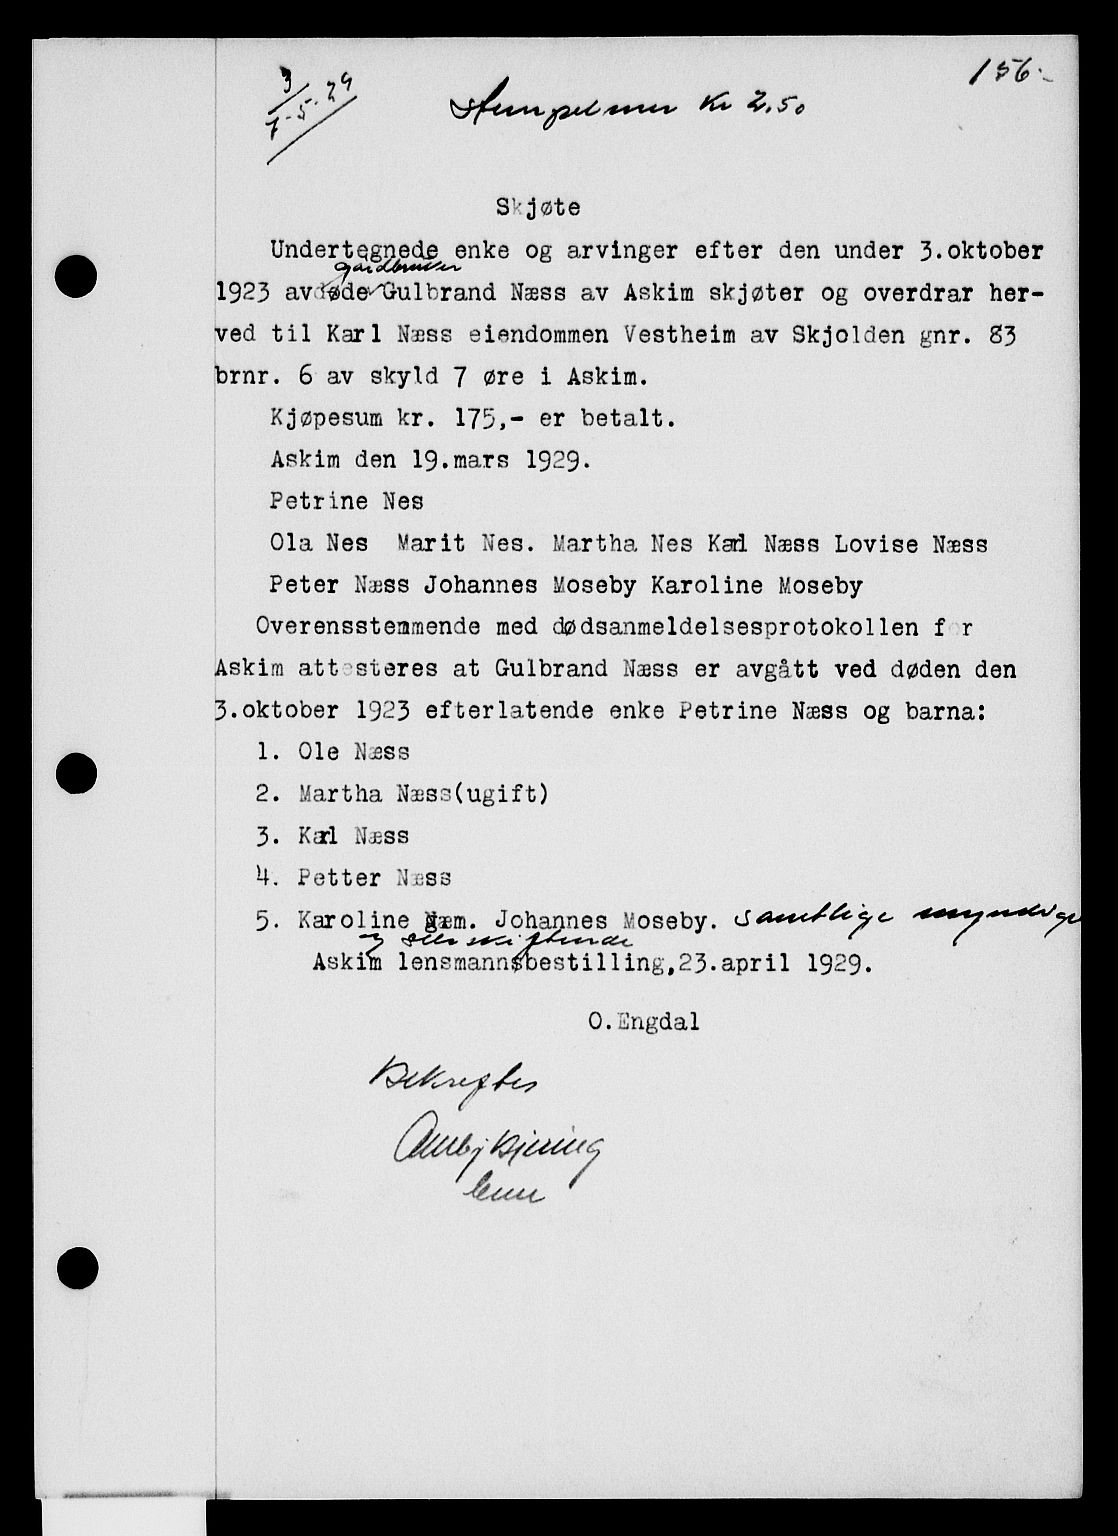 156.
3/7-5-29
Stempelmer kr 2.50
Skjøte
Undertegnede enke og arvinger efter den under 3.oktober
gardbruker
1923 avdøde Gulbrand Næss av Askim skjøter og overdrar her-
ved til Karl Næss eiendommen Vestheim av Skjolden gnr. 83
brnr. 6 av skyld 7 øre i Askim.
Kjøpesum kr. 175,- er betalt.
Askim den 19.mars 1929.
Petrine Nes
Ola Nes Marit Nes. Martha Nes Karl Næss Lovise Næss
Peter Næss Johannes Moseby Karoline Moseby
Overensstemmende med dødsanmeldelsesprotokollen for
Askim attesteres at Gulbrand Næss er avgått ved døden den
3.oktober 1923 efterlatende enke Petrine Næss og barna:
1. Ole Næss
2. Martha Næss(ugift)
3. Karl Næss
4. Petter Næss
5. Karoline gm. Johannes Moseby. samtlige myndige
og selvskiftende
Askim lensmannsbestilling,23.april 1929.
O.Engdal
Bekreftes